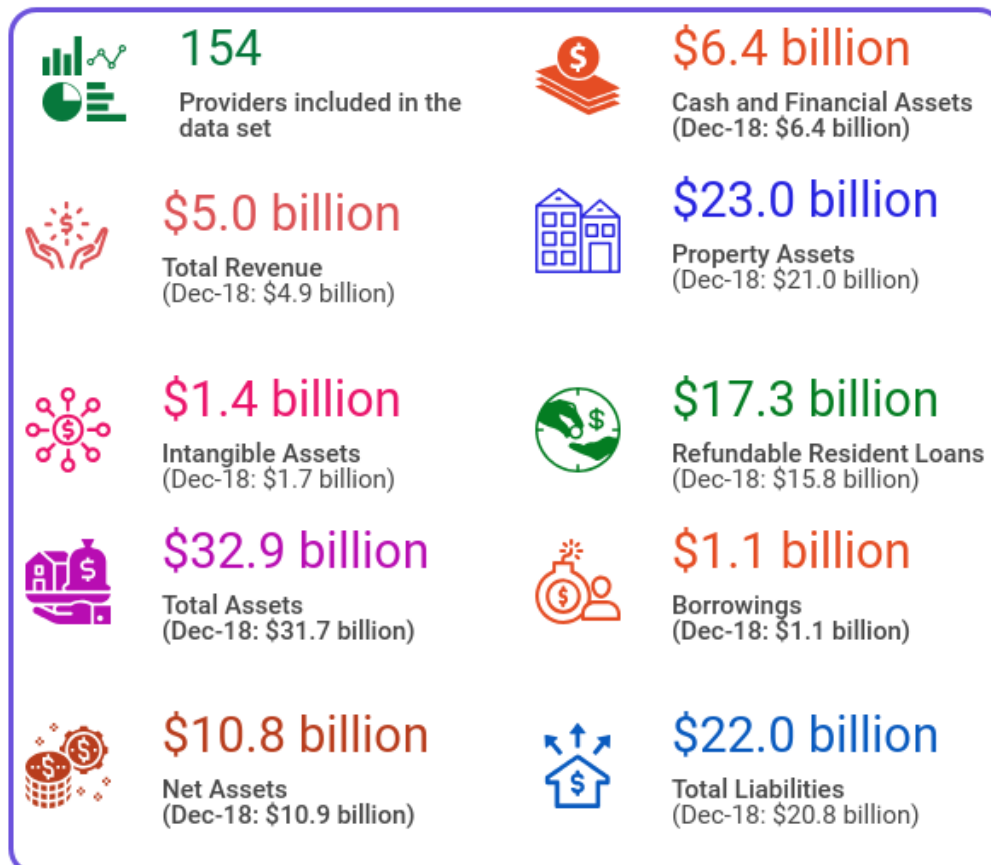 154
Providers included in the
data set
$6.4 billion
Cash and Financial Assets
(Dec-18: $6.4 billion)
$5.0 billion
Total Revenue
(Dec-18: $4.9 billion)
$23.0 billion
Property Assets
(Dec-18: $21.0 billion)
$1.4 billion
Intangible Assets
(Dec-18: $1.7 billion)
$17.3 billion
Refundable Resident Loans
(Dec-18: $15.8 billion)
$32.9 billion
Total Assets
(Dec-18: $31.7 billion)
$1.1 billion
Borrowings
(Dec-18: $1.1 billion)
$10.8 billion
Net Assets
(Dec-18: $10.9 billion)
$22.0 billion
Total Liabilities
(Dec-18: $20.8 billion)